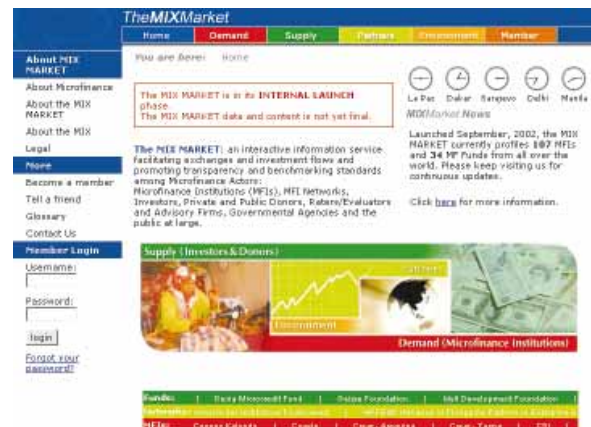 TheMIXMarket
Home Demand Supply Partners Environment Member
You are here: Home
About MIX
MARKET
About Microfinance
About the MIX
MARKET
About the MIX
Legal
More
Become a member
Tell a friend
Glossary
Contact Us
Member Login
Username:
Password:
login
Forgot your
password?
The MIX MARKET is in its INTERNAL LAUNCH
phase.
The MIX MARKET data and content is not yet final.
The MIX MARKET: an interactive information service
facilitating exchanges and investment flows and
promoting transparency and benchmarking standards
among Microfinance Actors:
Microfinance Institutions (MFIs), MFI Networks,
Investors, Private and Public Donors, Raters/Evaluators
and Advisory Firms, Governmental Agencies and the
public at large.
La Paz Dakar Sarajevo Delhi Manila
MIXMarket News
Launched September, 2002, the MIX
MARKET currently profiles 107 MFIs
and 34 MF Funds from all over the
world. Please keep visiting us for
continuous updates.
Click here for more information.
Supply (Investors & Donors)
Partners
Environment
Demand (Microfinance Institutions)
Funds: | Daira Microcredit Fund | Foundation | Development Foundation |
Networks:
MFIs: